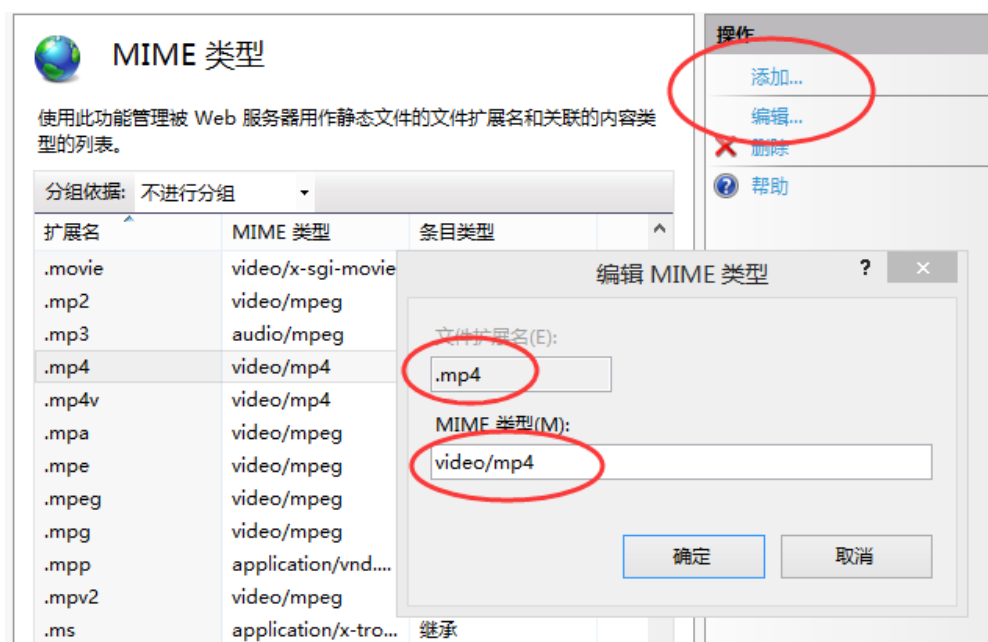 MIME 类型
使用此功能管理被 Web 服务器用作静态文件的文件扩展名和关联的内容类
型的列表。
分组依据: 不进行分组
扩展名 MIME 类型 条目类型
.movie video/x-sgi-movie
.mp2 video/mpeg
.mp3 audio/mpeg
.mp4 video/mp4
.mp4v video/mp4
.mpa video/mpeg
.mpe video/mpeg
.mpeg video/mpeg
.mpg video/mpeg
.mpp application/vnd....
.mpv2 video/mpeg
.ms application/x-tro... 继承
操作
添加...
编辑...
删除
帮助
编辑 MIME 类型 ?
文件扩展名(E):
.mp4
MIME 类型(M):
video/mp4
确定 取消